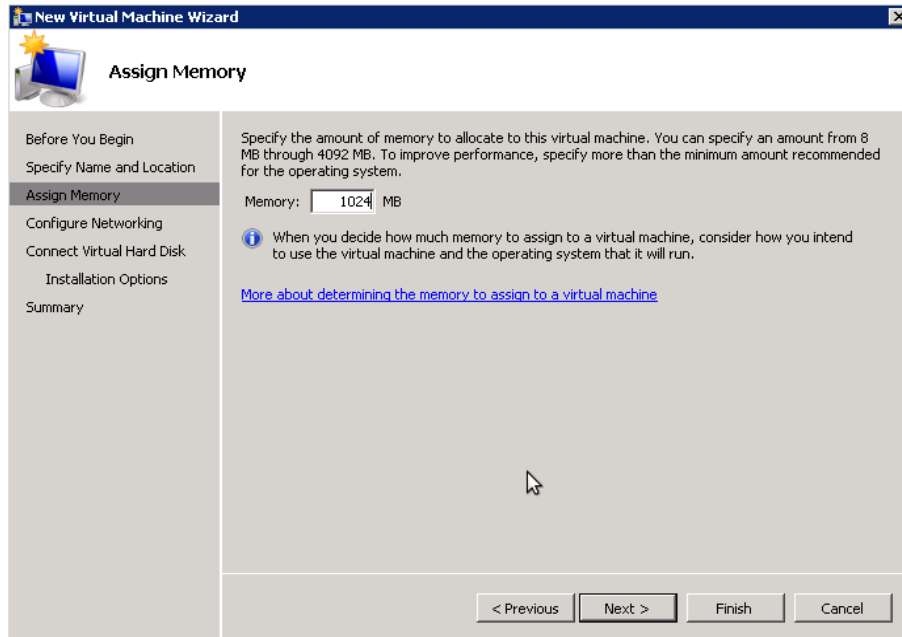 New Virtual Machine Wizard
Assign Memory
Before You Begin
Specify Name and Location
Assign Memory
Configure Networking
Connect Virtual Hard Disk
Installation Options
Summary
Specify the amount of memory to allocate to this virtual machine. You can specify an amount from 8
MB through 4092 MB. To improve performance, specify more than the minimum amount recommended
for the operating system.
Memory: 1024 MB
When you decide how much memory to assign to a virtual machine, consider how you intend
to use the virtual machine and the operating system that it will run.
More about determining the memory to assign to a virtual machine
< Previous Next > Finish Cancel